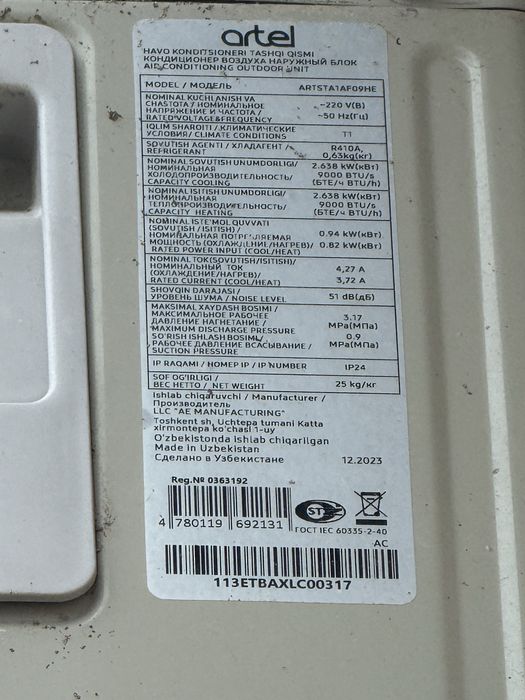 artel
HAVO KONDITSIONERI TASHQI QISMI
КОНДИЦИОНЕР ВОЗДУХА НАРУЖНЫЙ БЛОК
AIR CONDITIONING OUTDOOR UNIT
MODEL / МОДЕЛЬ ARTSTA1AF09HE
NOMINAL KUCHLANISH VA
CHASTOTA / НОМИНАЛЬНОЕ ~220 V(В)
НАПРЯЖЕНИЕ И ЧАСТОТА / ~50 Hz(Гц)
RATED VOLTAGE&FREQUENCY
IQLIM SHAROITI / КЛИМАТИЧЕСКИЕ T1
УСЛОВИЯ/ CLIMATE CONDITIONS
SOVUTISH AGENTI / ХЛАДАГЕНТ / R410A,
REFRIGERANT 0,63kg(кг)
NOMINAL SOVUTISH UNUMDORLIGI/ 2.638 kW(кВт)
НОМИНАЛЬНАЯ 9000 BTU/s
ХОЛОДОПРОИЗВОДИТЕЛЬНОСТЬ/ (БТЕ/Ч BTU/h)
CAPACITY COOLING
NOMINAL ISITISH UNUMDORLIGI/ 2.638 kW(кВт)
НОМИНАЛЬНАЯ 9000 BTU/s
ТЕПЛОПРОИЗВОДИТЕЛЬНОСТЬ/ (БТЕ/Ч BTU/h)
CAPACITY HEATING
NOMINAL ISTE'MOL QUVVATI
(SOVUTISH / ISITISH) / 0.94 kW(кВт)
НОМИНАЛЬНАЯ ПОТРЕБЛЯЕМАЯ
МОЩНОСТЬ (ОХЛАЖДЕНИЕ/НАГРЕВ)/ 0.82 kW(кВт)
RATED POWER INPUT (COOL/HEAT)
NOMINAL TOK(SOVUTISH/ISITISH)/
НОМИНАЛЬНЫЙ ТОК 4,27 A
(ОХЛАЖДЕНИЕ/НАГРЕВ)/ 3,72 A
RATED CURRENT (COOL/HEAT)
SHOVQIN DARAJASI /
УРОВЕНЬ ШУМА / NOISE LEVEL 51 dB(дБ)
MAKSIMAL XAYDASH BOSIMI /
МАКСИМАЛЬНОЕ РАБОЧЕЕ 3.17
ДАВЛЕНИЕ НАГНЕТАНИЕ / MPa(МПа)
MAXIMUM DISCHARGE PRESSURE
SO'RISH ISHLASH BOSIMI/ 0.9
РАБОЧЕЕ ДАВЛЕНИЕ ВСАСЫВАНИЕ / MPa(МПа)
SUCTION PRESSURE
IP RAQAMI / НОМЕР IP / IP NUMBER IP24
SOF OG'IRLIGI /
ВЕС НЕТТО / NET WEIGHT 25 kg/кг
Ishlab chiqaruvchi / Manufacturer /
Производитель
LLC "AE MANUFACTURING"
Toshkent sh, Uchtepa tumani Katta
xirmontepa ko'chasi 1-uy
O'zbekistonda ishlab chiqarilgan
Made in Uzbekistan
Сделано в Узбекистане 12.2023
Reg.№ 0363192
4 780119 692131
ГОСТ IEC 60335-2-40
AC
113ETBAXLC00317